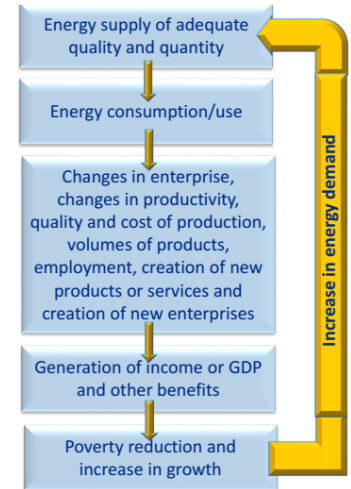 Energy supply of adequate
quality and quantity
Energy consumption/use
Changes in enterprise,
changes in productivity,
quality and cost of production,
volumes of products,
employment, creation of new
products or services and
creation of new enterprises
Generation of income or GDP
and other benefits
Poverty reduction and
increase in growth
Increase in energy demand